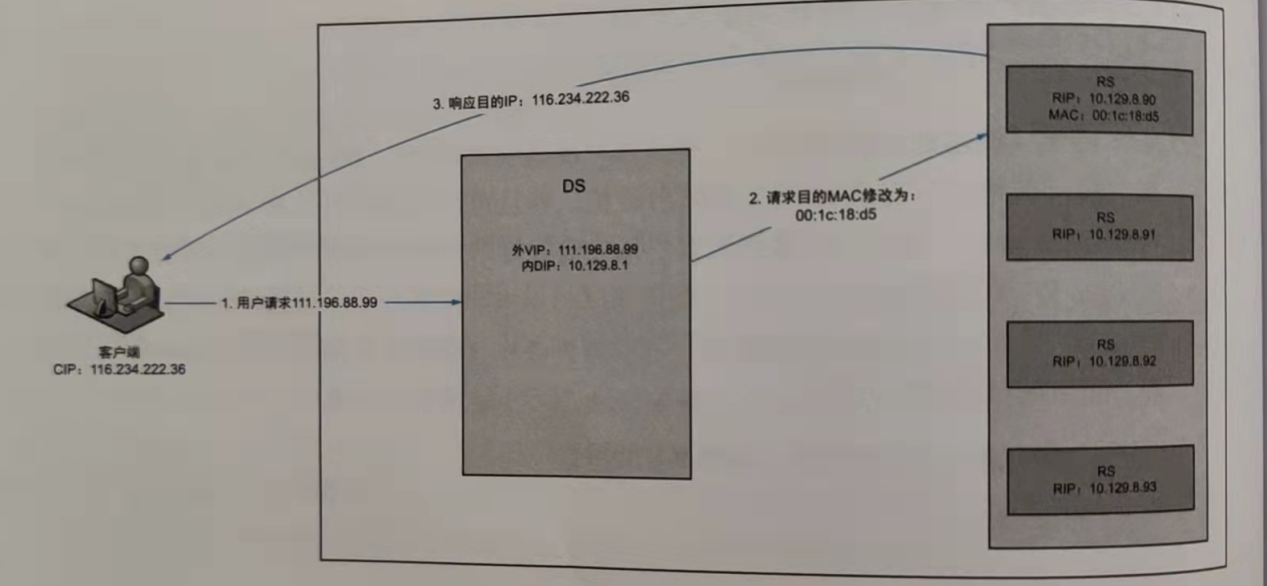 3. 响应目的IP：116.234.222.36
RS
RIP：10.129.8.90
MAC：00:1c:18:d5
DS
外VIP：111.196.88.99
内DIP：10.129.8.1
2. 请求目的MAC修改为：
00:1c:18:d5
RS
RIP：10.129.8.91
1. 用户请求111.196.88.99
客户端
CIP：116.234.222.36
RS
RIP：10.129.8.92
RS
RIP：10.129.8.93